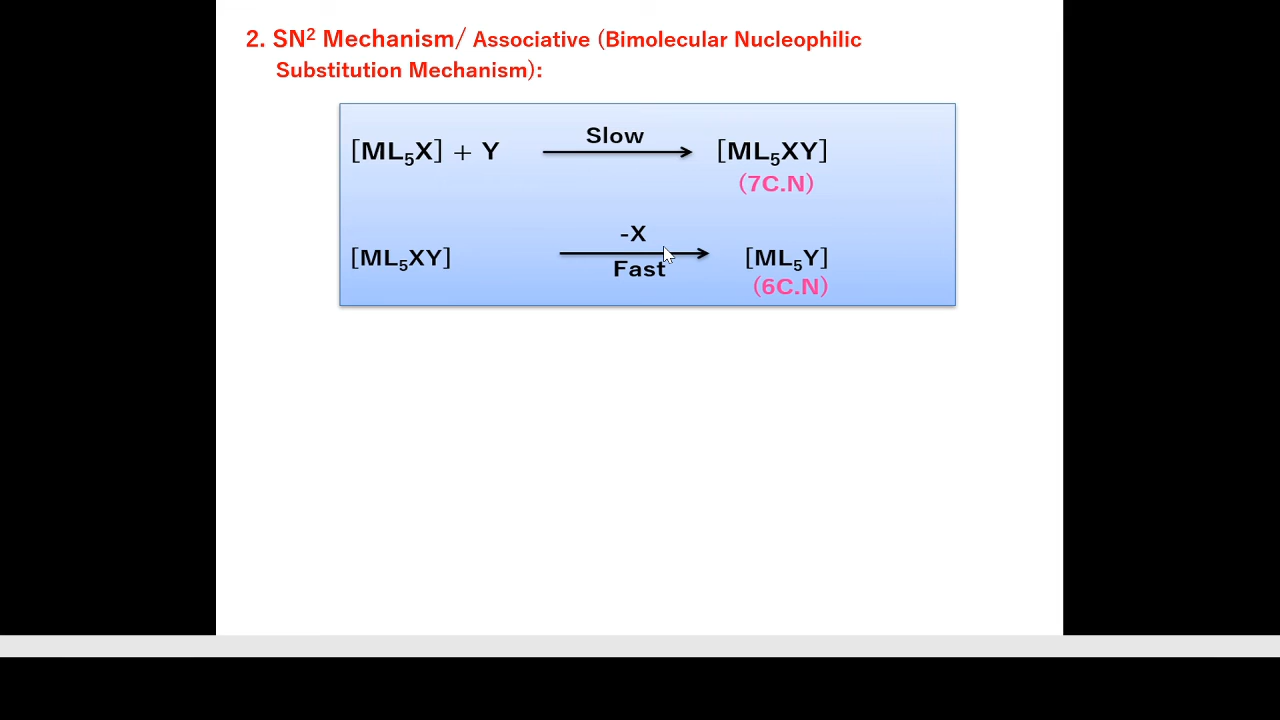 2. SN² Mechanism/ Associative (Bimolecular Nucleophilic
Substitution Mechanism):
Slow
[ML₅X] + Y [ML₅XY]
(7C.N)
-X
[ML₅XY] [ML₅Y]
Fast
(6C.N)